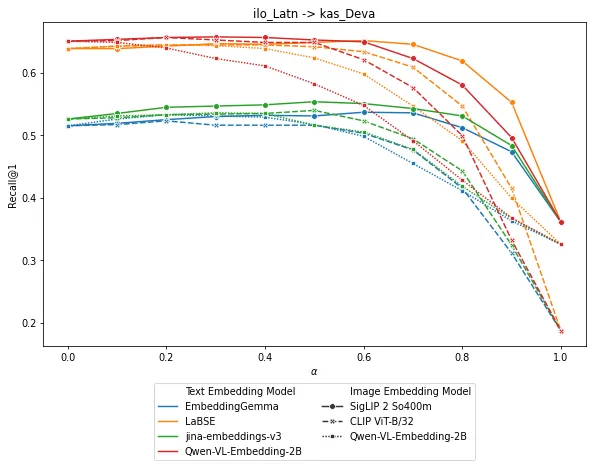 ilo_Latn -> kas_Deva
Recall@1
0.6
0.5
0.4
0.3
0.2
0.0 0.2 0.4 0.6 0.8 1.0
α
Text Embedding Model
EmbeddingGemma
LaBSE
jina-embeddings-v3
Qwen-VL-Embedding-2B
Image Embedding Model
SigLIP 2 So400m
CLIP ViT-B/32
Qwen-VL-Embedding-2B